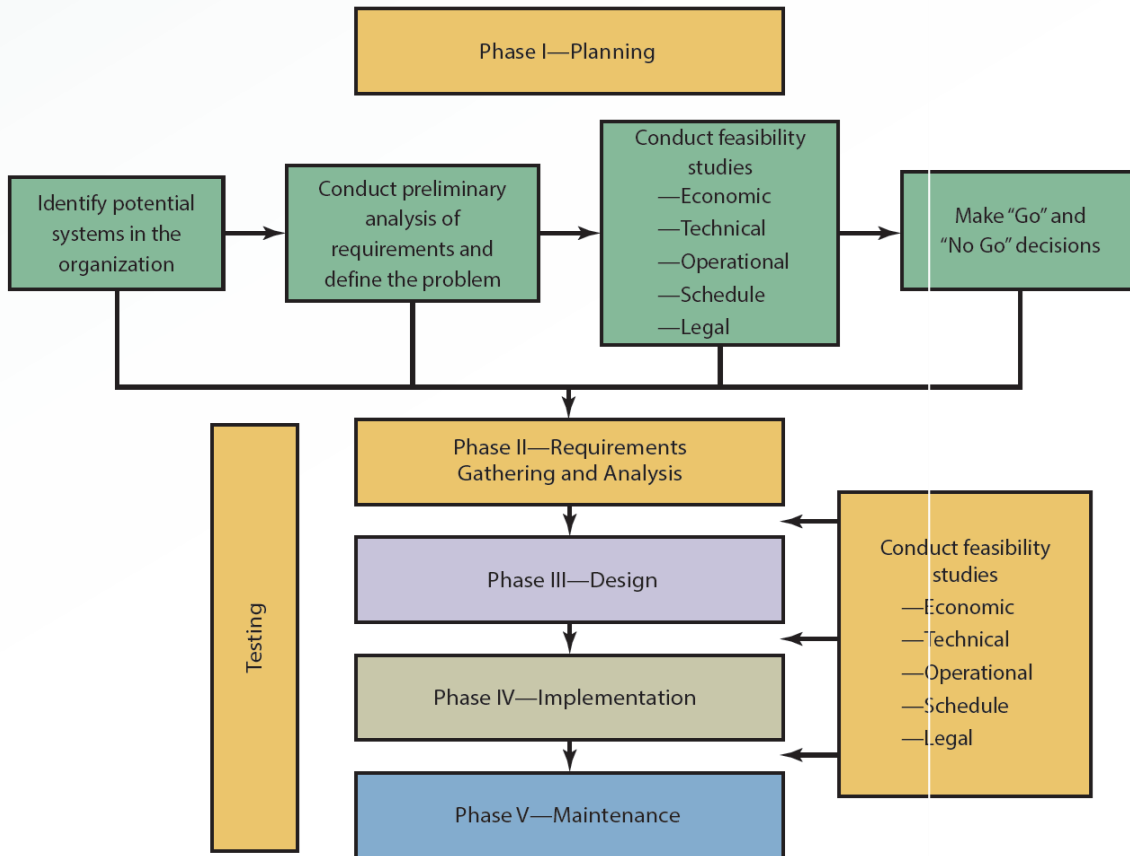 Phase I—Planning
Identify potential
systems in the
organization
Conduct preliminary
analysis of
requirements and
define the problem
Conduct feasibility
studies
—Economic
—Technical
—Operational
—Schedule
—Legal
Make “Go” and
“No Go” decisions
Testing
Phase II—Requirements
Gathering and Analysis
Phase III—Design
Phase IV—Implementation
Phase V—Maintenance
Conduct feasibility
studies
—Economic
—Technical
—Operational
—Schedule
—Legal